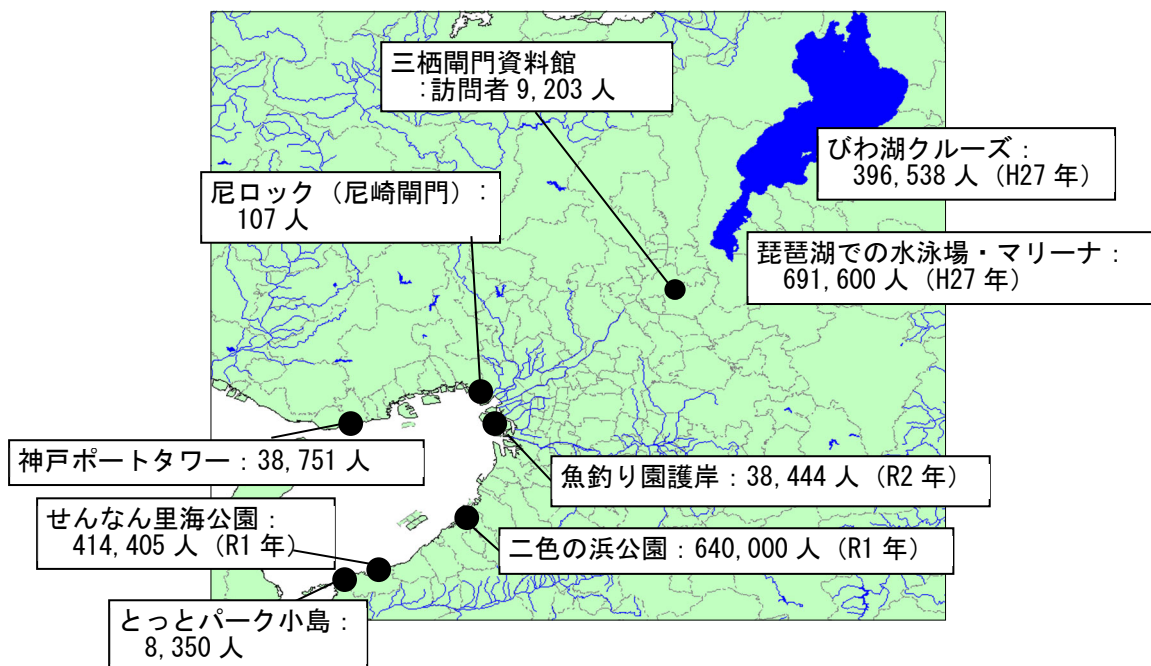 三栖閘門資料館
：訪問者 9,203 人
びわ湖クルーズ：
396,538 人（H27 年）
尼ロック（尼崎閘門）：
107 人
琵琶湖での水泳場・マリーナ：
691,600 人（H27 年）
神戸ポートタワー：38,751 人
魚釣り園護岸：38,444 人（R2 年）
せんなん里海公園：
414,405 人（R1 年）
二色の浜公園：640,000 人（R1 年）
とっとパーク小島：
8,350 人